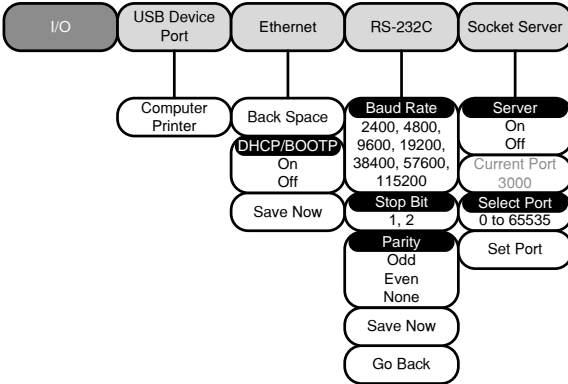 I/O
USB Device
Port
Ethernet
RS-232C
Socket Server
Computer
Printer
Back Space
DHCP/BOOTP
On
Off
Save Now
Baud Rate
2400, 4800,
9600, 19200,
38400, 57600,
115200
Stop Bit
1, 2
Parity
Odd
Even
None
Save Now
Go Back
Server
On
Off
Current Port
3000
Select Port
0 to 65535
Set Port